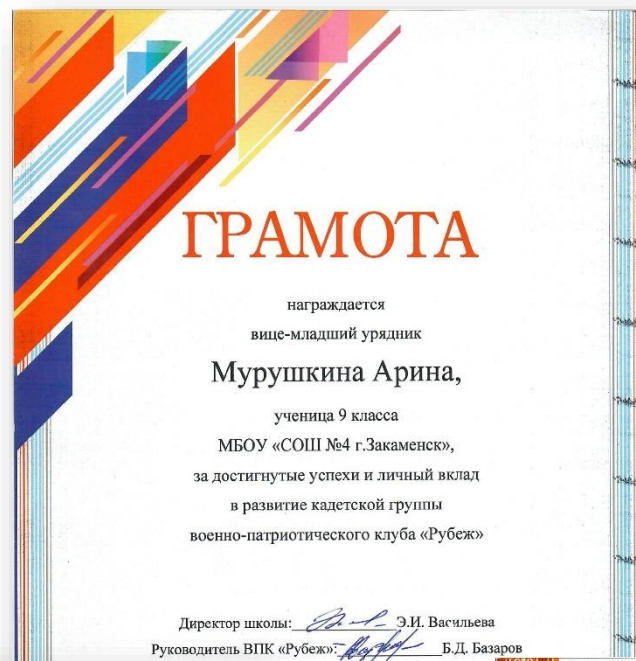 ГРАМОТА
награждается
вице-младший урядник
Мурушкина Арина,
ученица 9 класса
МБОУ «СОШ №4 г.Закаменск»,
за достигнутые успехи и личный вклад
в развитие кадетской группы
военно-патриотического клуба «Рубеж»
Директор школы: Э.И. Васильева
Руководитель ВПК «Рубеж»: Б.Д. Базаров